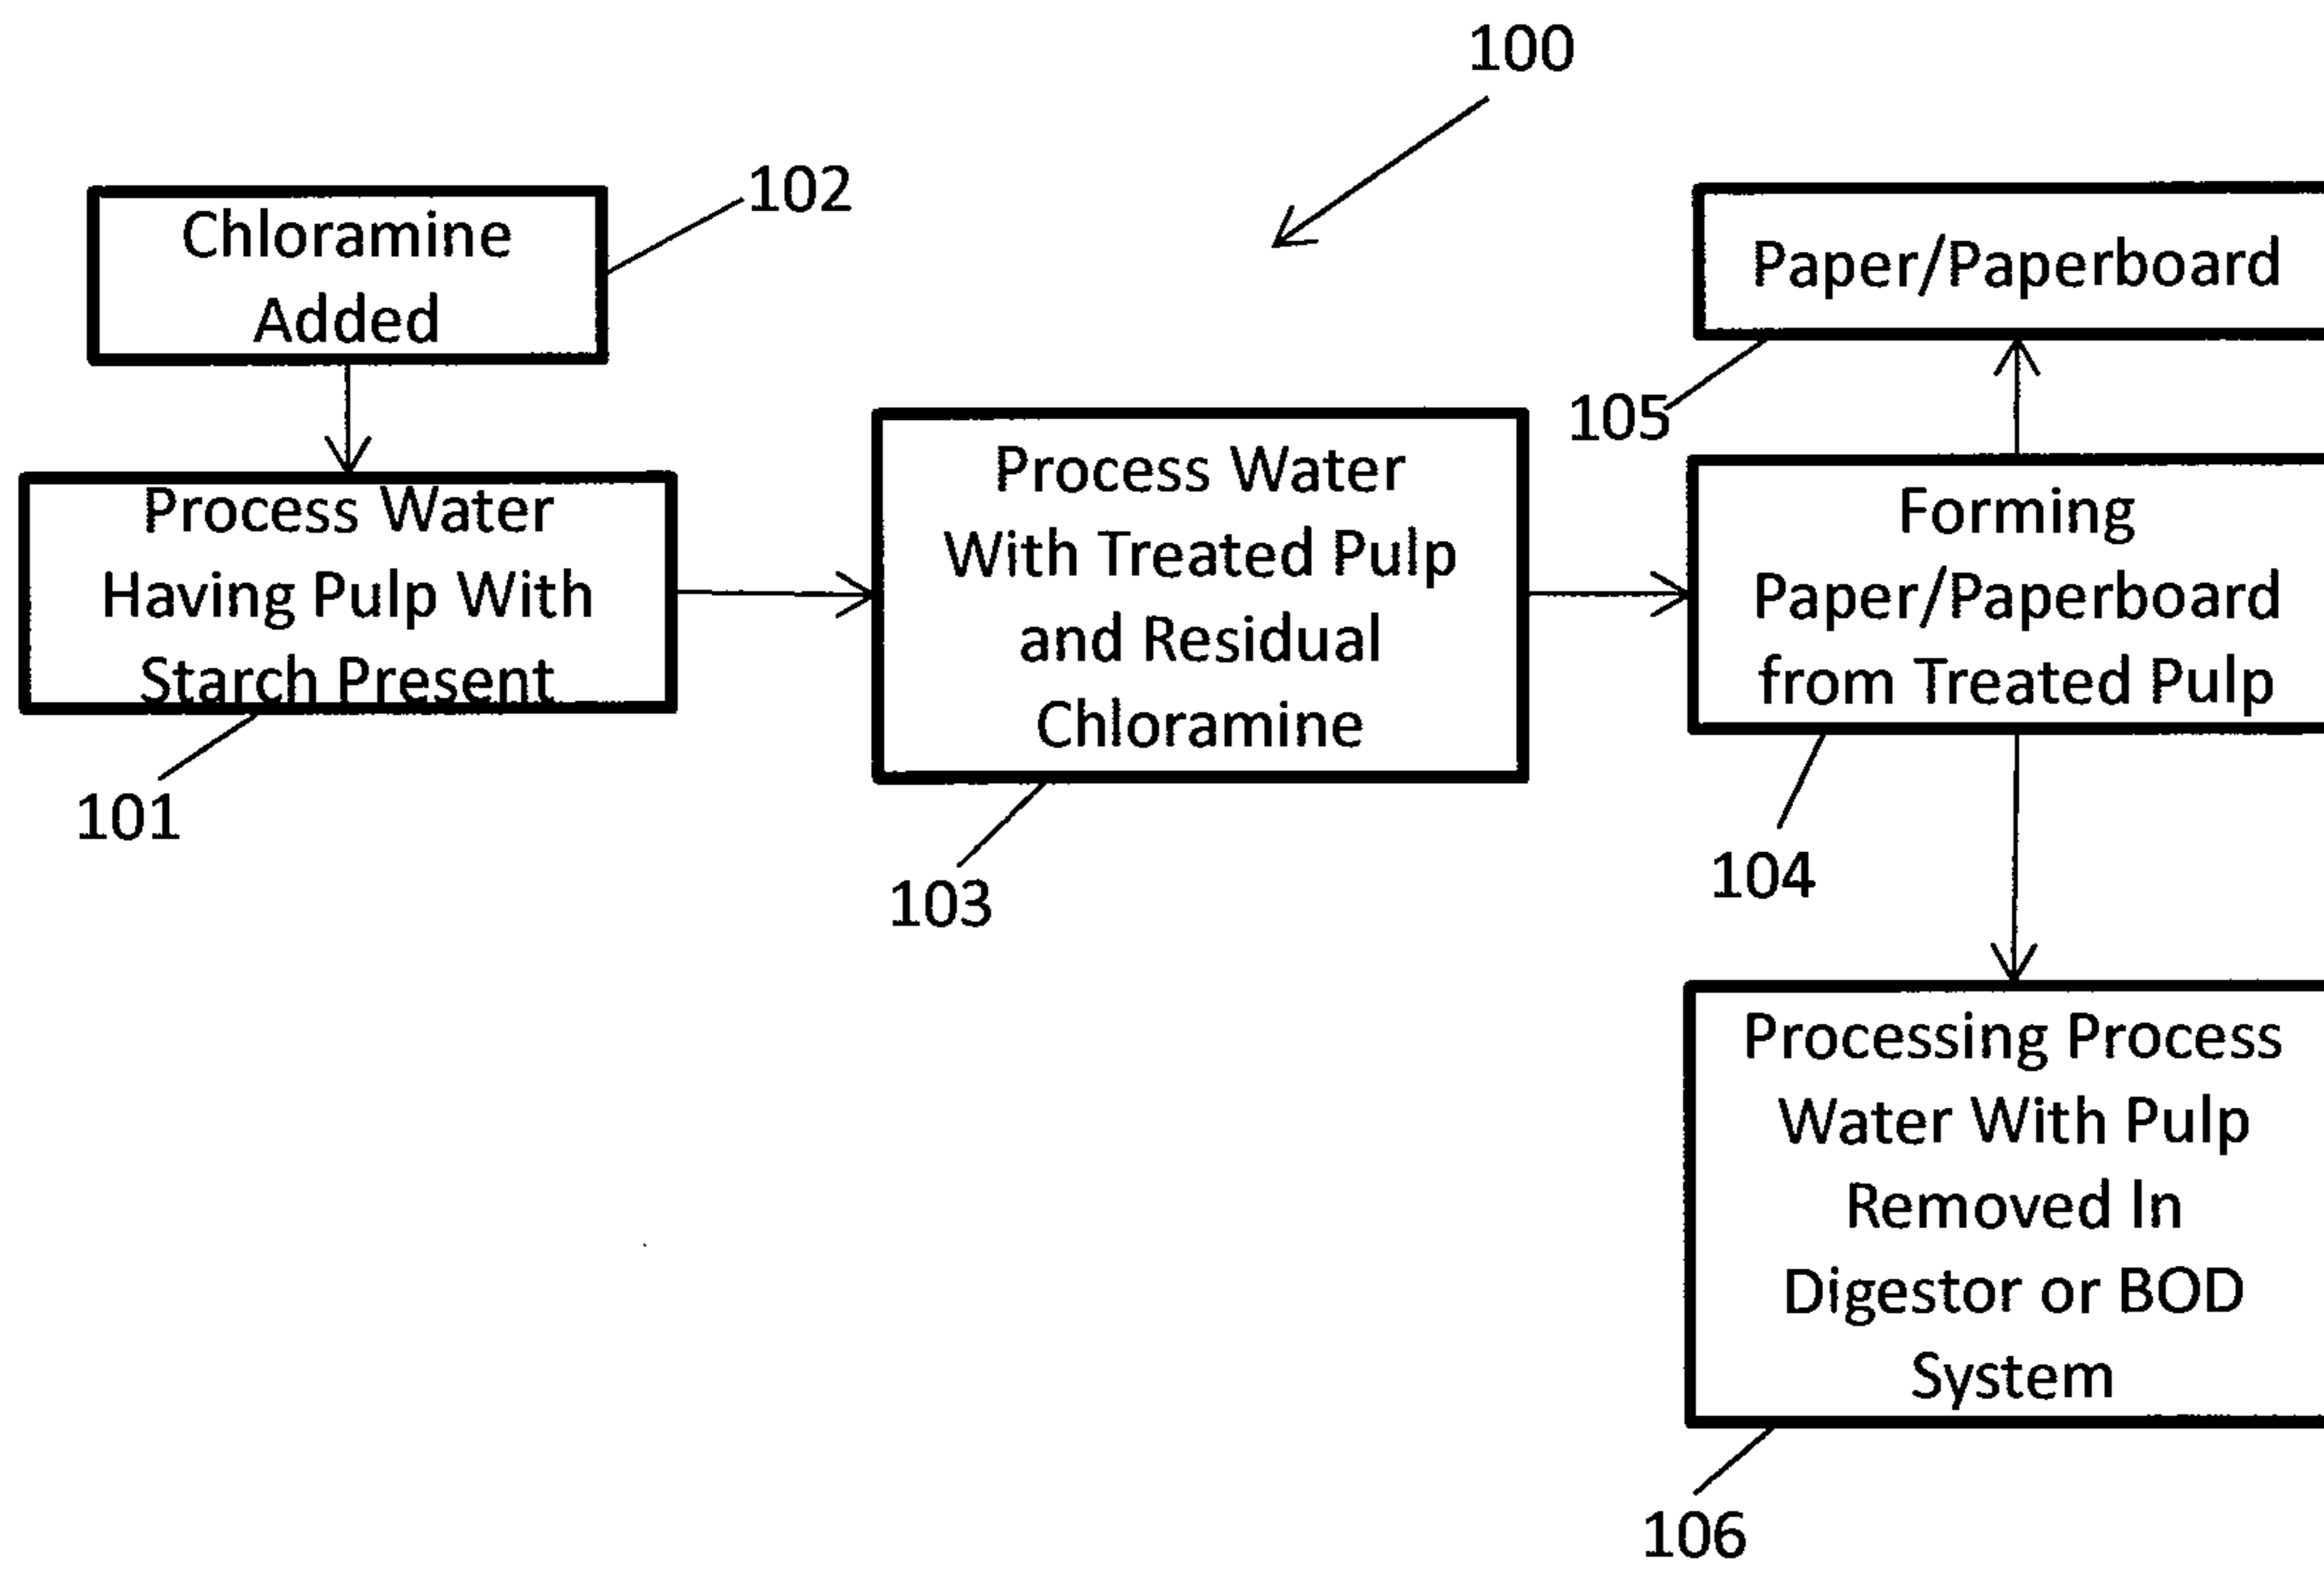 100
102
Chloramine
Added
Paper/Paperboard
105
Process Water
Having Pulp With
Starch Present
101
Process Water
With Treated Pulp
and Residual
Chloramine
103
Forming
Paper/Paperboard
from Treated Pulp
104
Processing Process
Water With Pulp
Removed In
Digestor or BOD
System
106